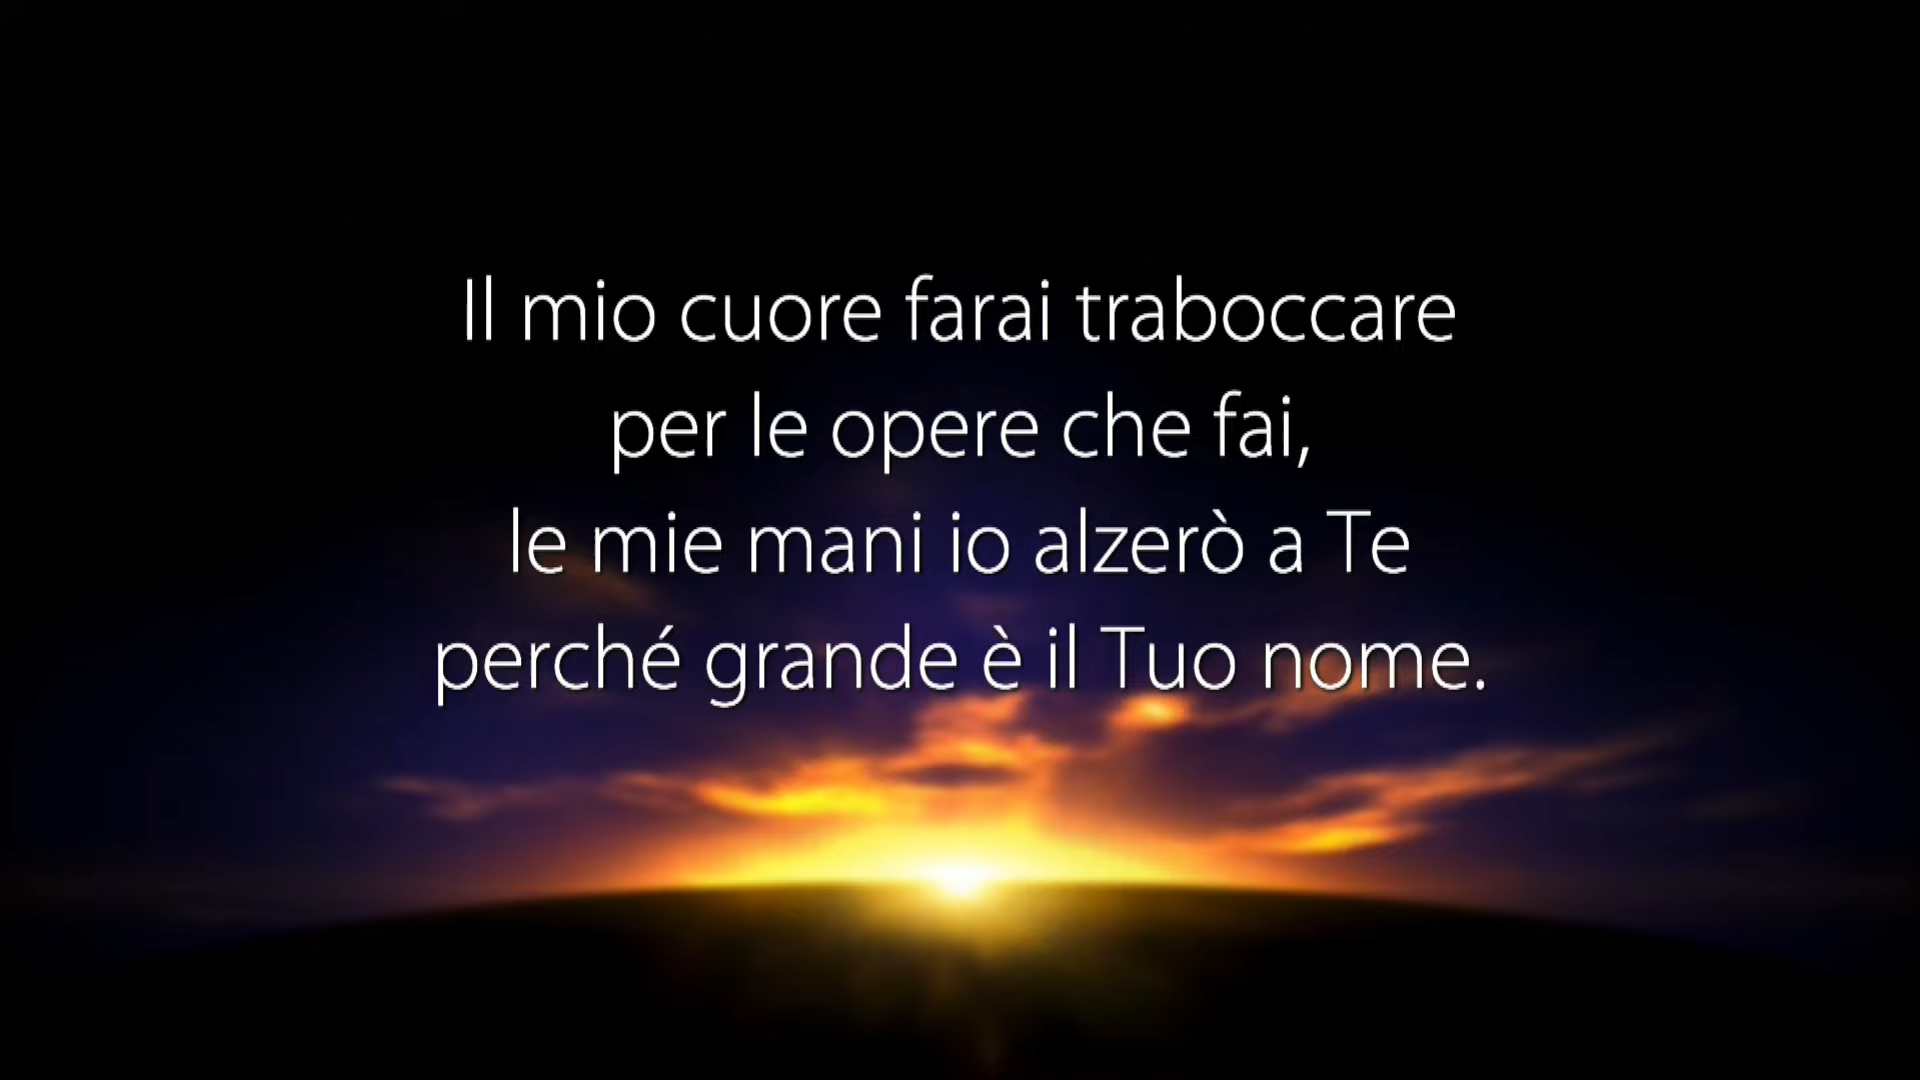 Il mio cuore farai traboccare
per le opere che fai,
le mie mani io alzerò a Te
perché grande è il Tuo nome.